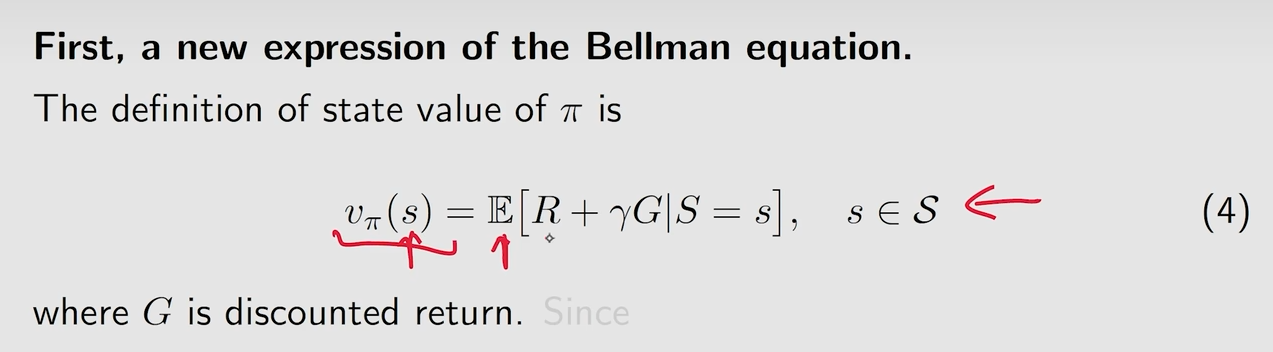 First, a new expression of the Bellman equation.
The definition of state value of π is
vπ(s) = 𝔼[R + γG|S = s], s ∈ 𝒮 (4)
where G is discounted return. Since